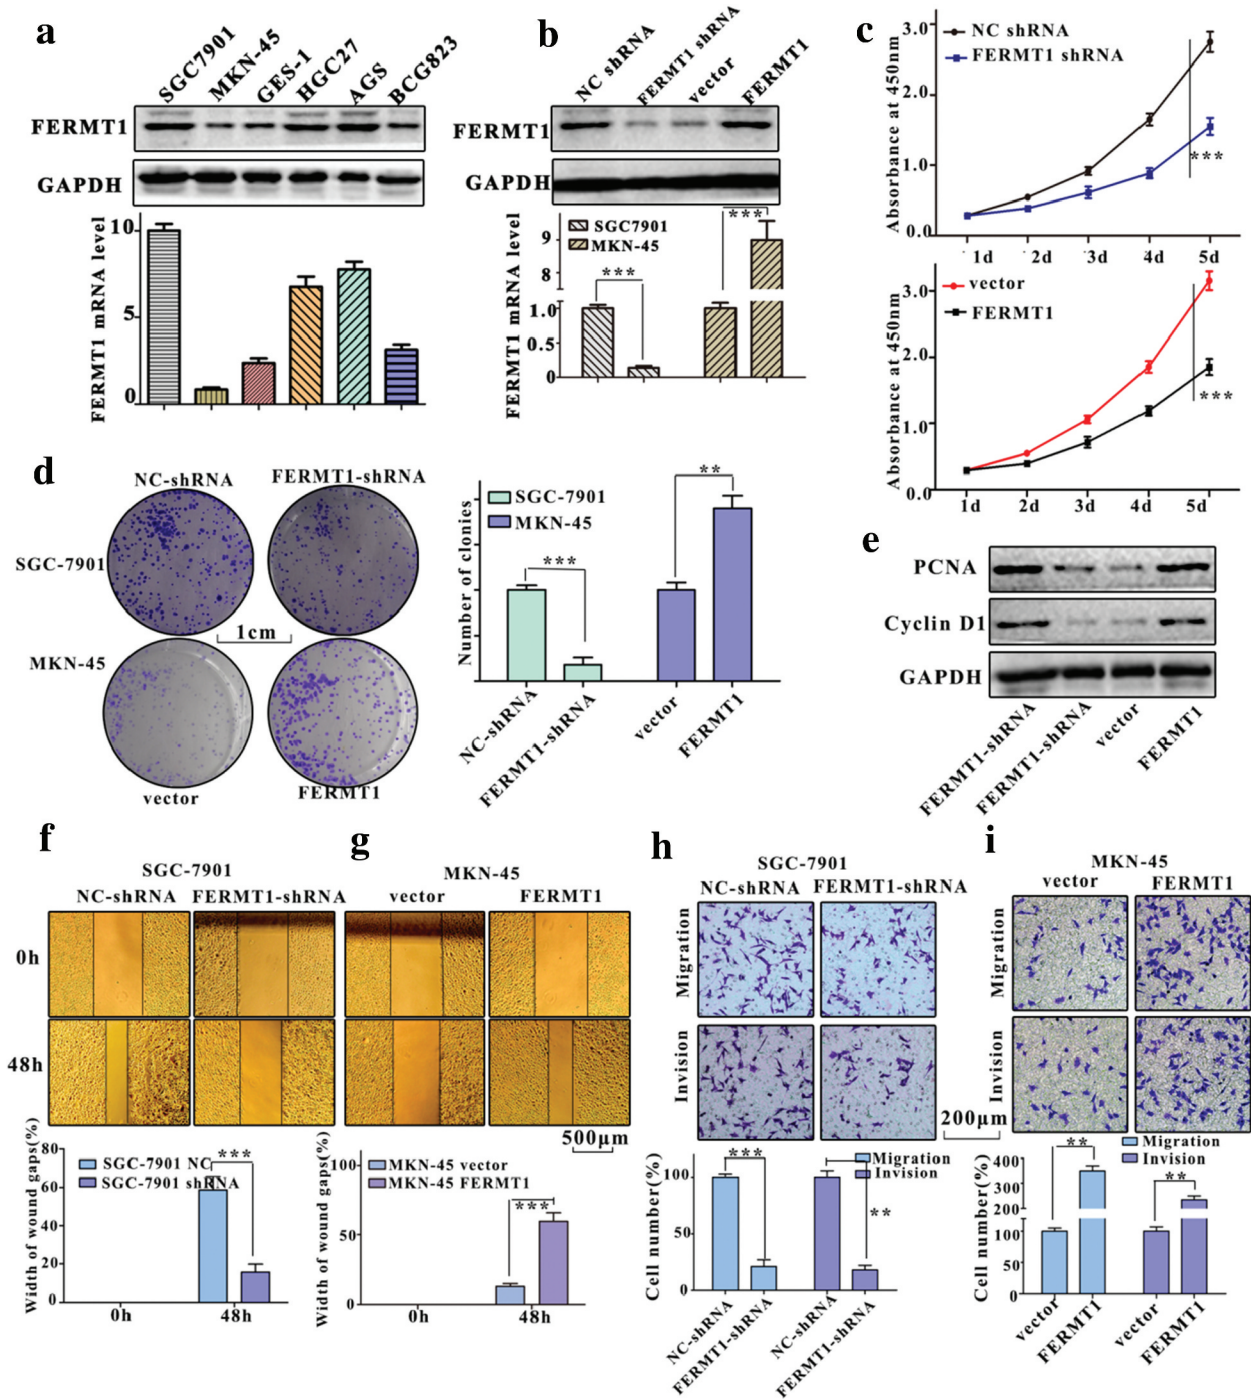 a
SGC7901
MKN-45
GES-1
HGC27
AGS
BCG823
FERMT1
GAPDH
FERMT1 mRNA level
10
5
0
b
NC shRNA
FERMT1 shRNA
vector
FERMT1
FERMT1
GAPDH
FERMT1 mRNA level
SGC7901
MKN-45
***
***
9
8
1.0
0.5
0
c
Absorbance at 450nm
NC shRNA
FERMT1 shRNA
3.0
2.0
1.0
0.0
***
1d 2d 3d 4d 5d
Absorbance at 450nm
vector
FERMT1
3.0
2.0
1.0
0.0
***
1d 2d 3d 4d 5d
d
NC-shRNA
FERMT1-shRNA
SGC-7901
1cm
MKN-45
vector
FERMT1
Number of clonies
SGC-7901
MKN-45
***
**
NC-shRNA
FERMT1-shRNA
vector
FERMT1
e
PCNA
Cyclin D1
GAPDH
FERMT1-shRNA
FERMT1-shRNA
vector
FERMT1
f
SGC-7901
NC-shRNA
FERMT1-shRNA
0h
48h
Width of wound gaps(%)
80
60
40
20
0
SGC-7901 NC
SGC-7901 shRNA
***
0h
48h
g
MKN-45
vector
FERMT1
500μm
Width of wound gaps(%)
100
50
0
MKN-45 vector
MKN-45 FERMT1
***
0h
48h
h
SGC-7901
NC-shRNA
FERMT1-shRNA
Migration
Invision
200μm
Cell number(%)
100
50
0
Migration
Invision
***
**
NC-shRNA
FERMT1-shRNA
NC-shRNA
FERMT1-shRNA
i
MKN-45
vector
FERMT1
Migration
Invision
Cell number(%)
400
300
200
100
50
0
Migration
Invision
**
**
vector
FERMT1
vector
FERMT1